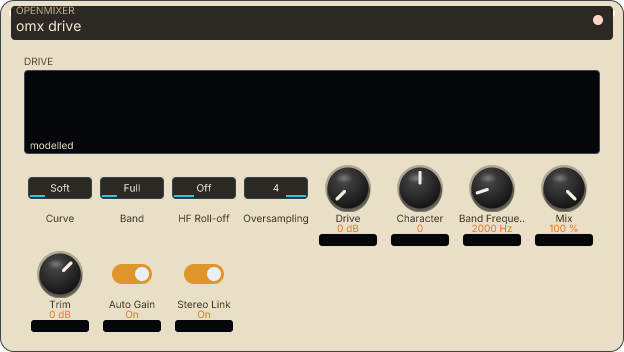 OPENMIXER
omx drive
DRIVE
modelled
Soft
Full
Off
4
Curve
Band
HF Roll-off
Oversampling
Drive
Character
Band Freque..
Mix
0 dB
0
2000 Hz
100 %
Trim
Auto Gain
Stereo Link
0 dB
On
On